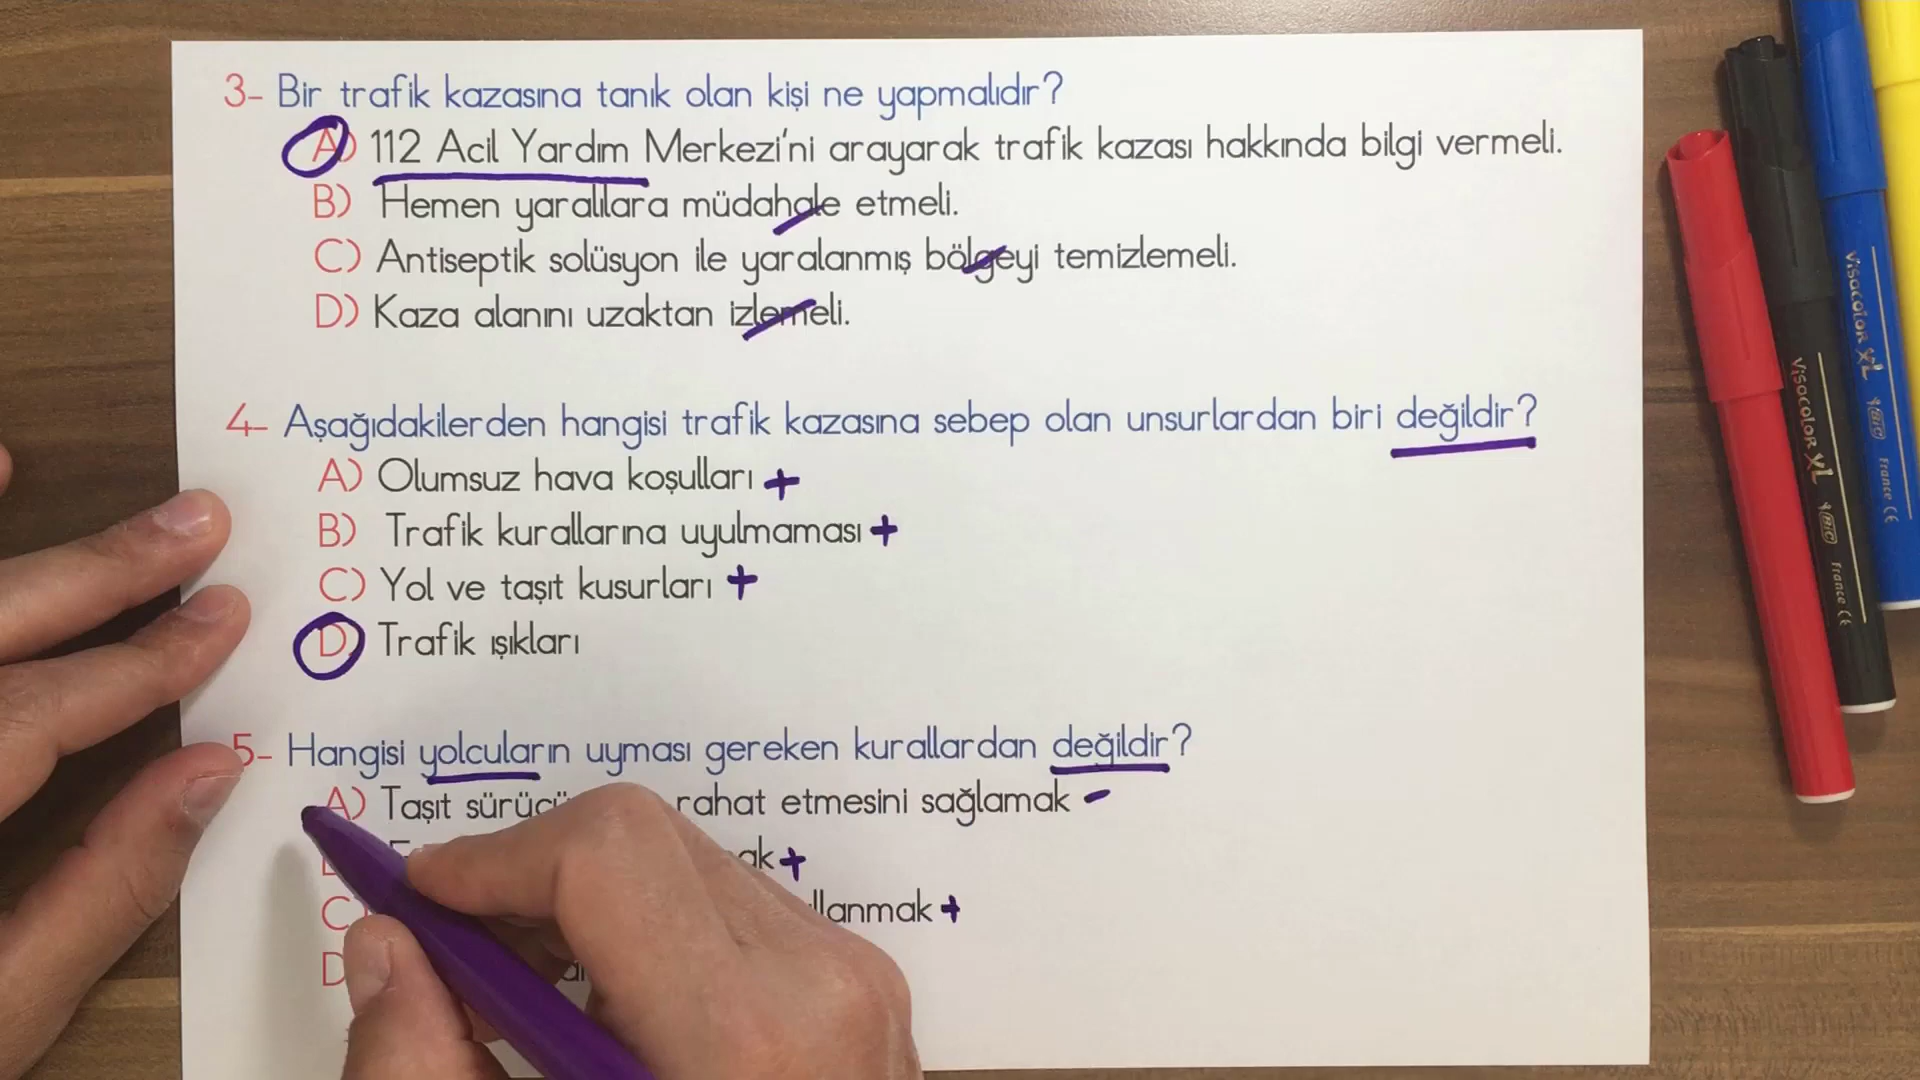 3- Bir trafik kazasına tanık olan kişi ne yapmalıdır?
A) 112 Acil Yardım Merkezi'ni arayarak trafik kazası hakkında bilgi vermeli.
B) Hemen yaralılara müdahale etmeli.
C) Antiseptik solüsyon ile yaralanmış bölgeyi temizlemeli.
D) Kaza alanını uzaktan izlemeli.
4- Aşağıdakilerden hangisi trafik kazasına sebep olan unsurlardan biri değildir?
A) Olumsuz hava koşulları +
B) Trafik kurallarına uyulmaması +
C) Yol ve taşıt kusurları +
D) Trafik ışıkları
5- Hangisi yolcuların uyması gereken kurallardan değildir?
A) Taşıt rahat etmesini sağlamak -
+
C) +
D
VISACOLOR XL BIC France CE
VISACOLOR XL BIC France CE